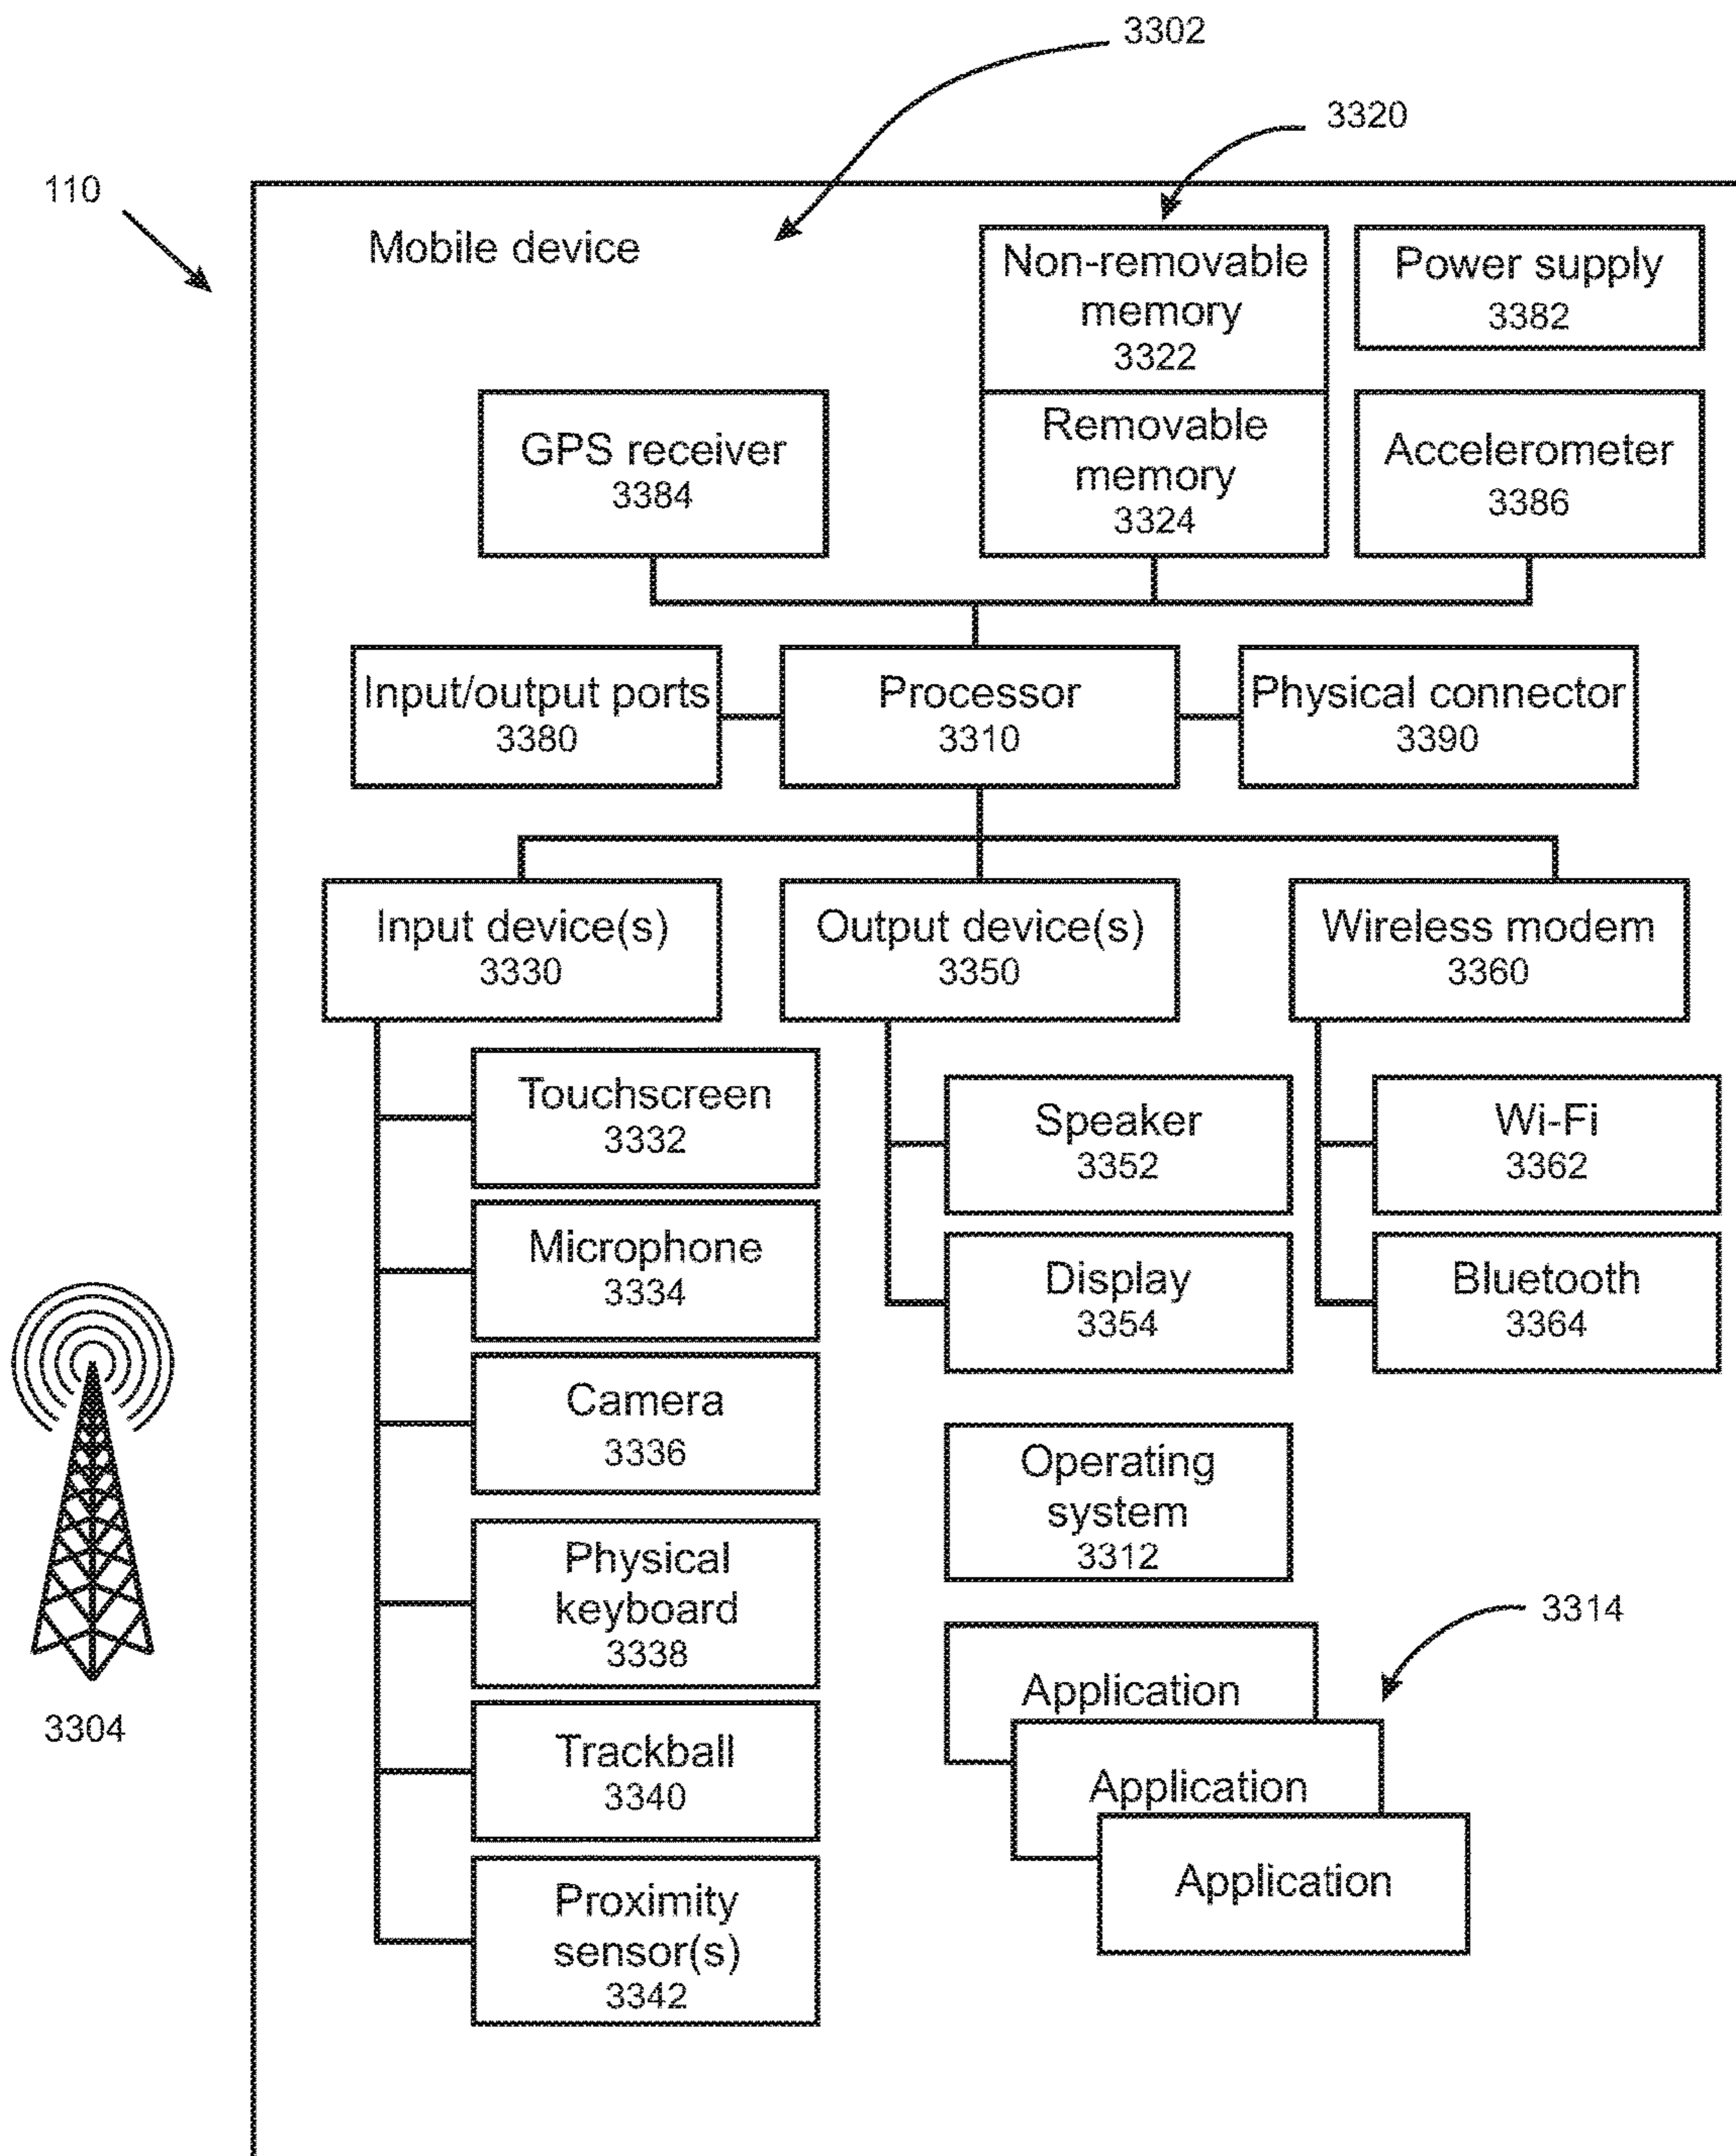 3302
3320
110
Mobile device
Non-removable
memory
3322
Power supply
3382
GPS receiver
3384
Removable
memory
3324
Accelerometer
3386
Input/output ports
3380
Processor
3310
Physical connector
3390
Input device(s)
3330
Output device(s)
3350
Wireless modem
3360
Touchscreen
3332
Speaker
3352
Wi-Fi
3362
Microphone
3334
Display
3354
Bluetooth
3364
Camera
3336
Operating
system
3312
Physical
keyboard
3338
3314
Application
3304
Trackball
3340
Application
Application
Proximity
sensor(s)
3342